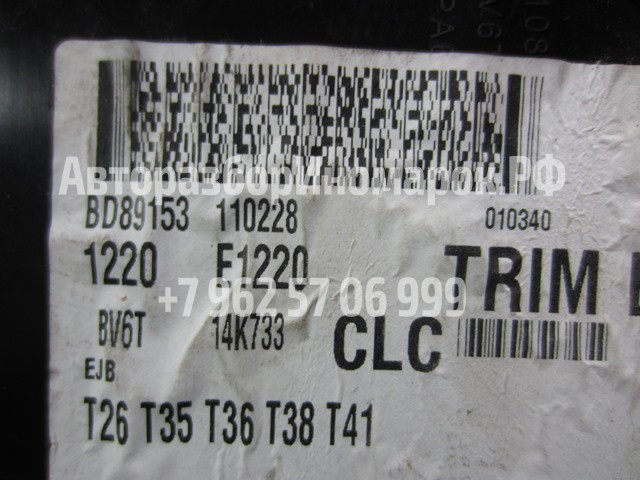 АвторазборИномарок.РФ
BD89153 110228 010340
1220 F1220 TRIM
+7 962 57 06 999
BV6T 14K733 CLC
EJB
T26 T35 T36 T38 T41